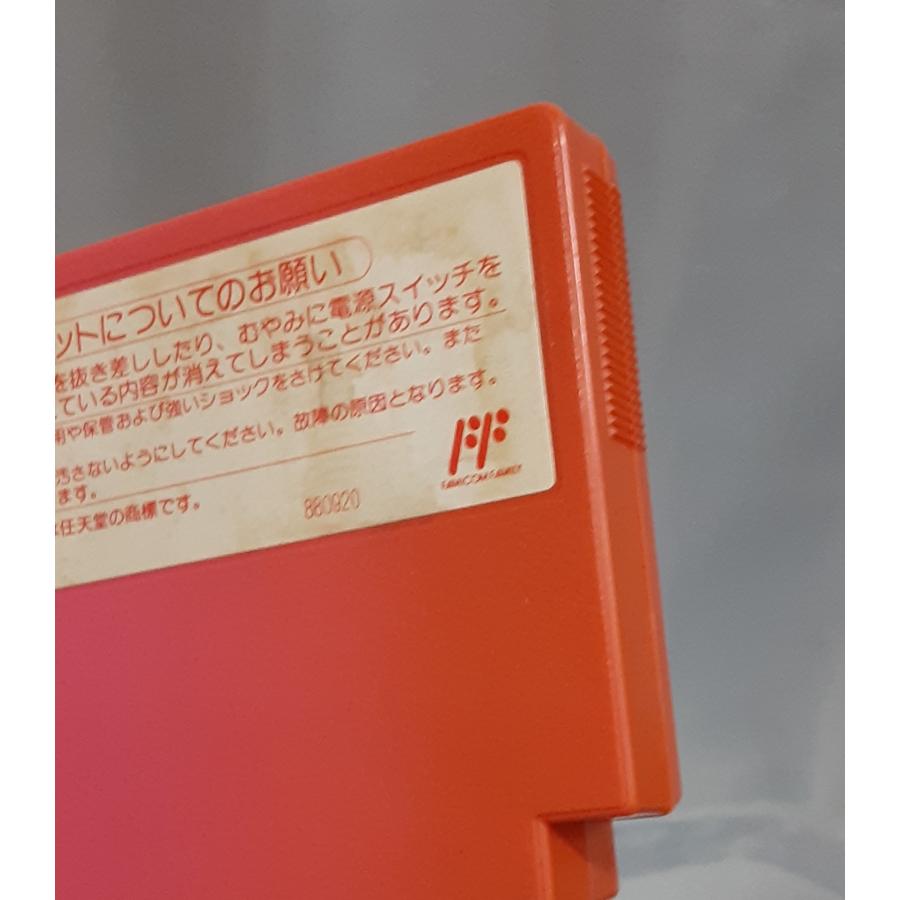 ットについてのお願い
を抜き差ししたり、むやみに電源スイッチを
ている内容が消えてしまうことがあります。
用や保管および強いショックをさけてください。また
汚さないようにしてください。故障の原因となります。
ます。
は任天堂の商標です。
880920
FF
FAMICOM FAMILY